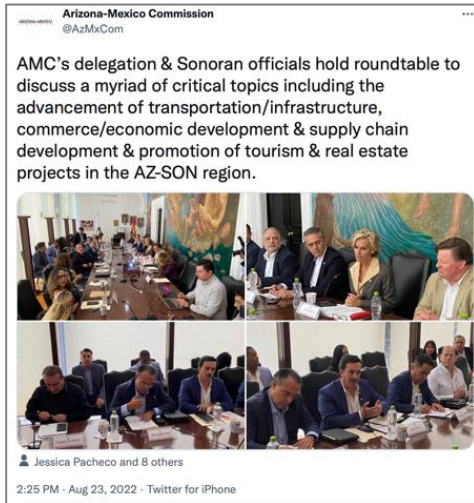 Arizona-Mexico Commission
@AzMxCom
AMC's delegation & Sonoran officials hold roundtable to
discuss a myriad of critical topics including the
advancement of transportation/infrastructure,
commerce/economic development & supply chain
development & promotion of tourism & real estate
projects in the AZ-SON region.
Jessica Pacheco and 8 others
2:25 PM · Aug 23, 2022 · Twitter for iPhone